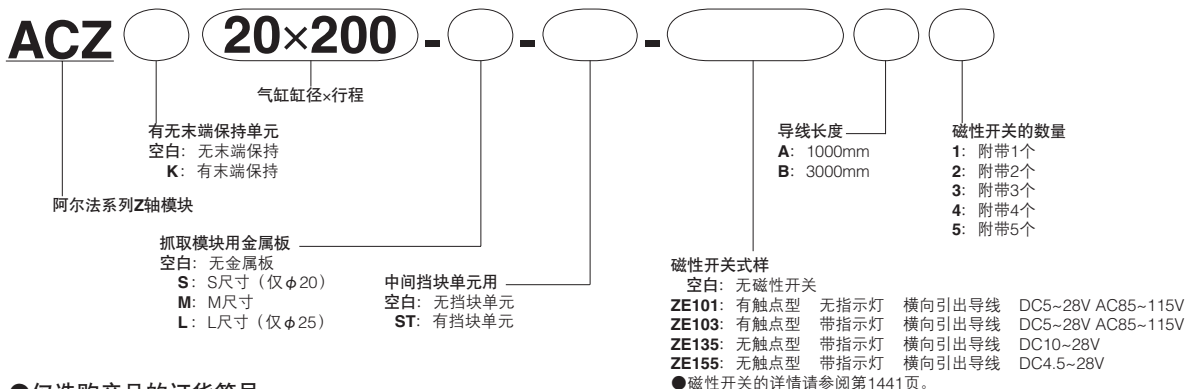 ACZ 20×200 - - -
气缸缸径×行程
有无末端保持单元
空白：无末端保持
K：有末端保持
阿尔法系列Z轴模块
抓取模块用金属板
空白：无金属板
S：S尺寸（仅φ20）
M：M尺寸
L：L尺寸（仅φ25）
中间挡块单元用
空白：无挡块单元
ST：有挡块单元
导线长度
A：1000mm
B：3000mm
磁性开关的数量
1：附带1个
2：附带2个
3：附带3个
4：附带4个
5：附带5个
磁性开关式样
空白：无磁性开关
ZE101：有触点型 无指示灯 横向引出导线 DC5~28V AC85~115V
ZE103：有触点型 带指示灯 横向引出导线 DC5~28V AC85~115V
ZE135：无触点型 带指示灯 横向引出导线 DC10~28V
ZE155：无触点型 带指示灯 横向引出导线 DC4.5~28V
●磁性开关的详情请参阅第1441页。